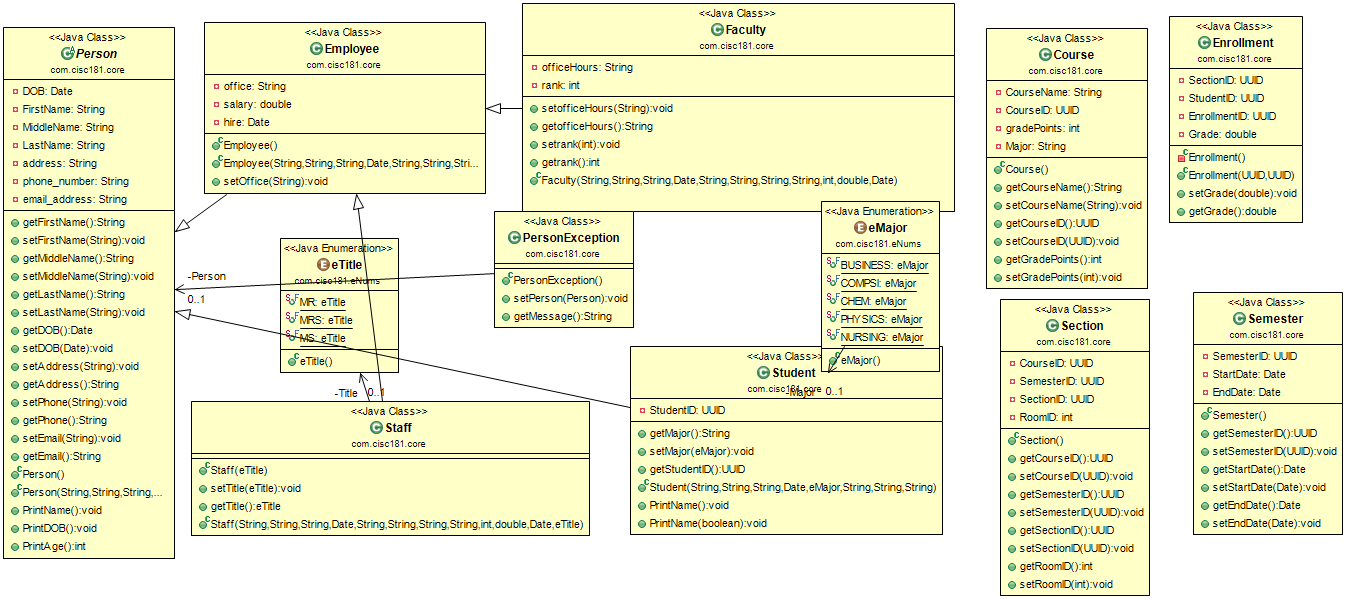 <<Java Class>>
Person
com.cisc181.core
DOB: Date
FirstName: String
MiddleName: String
LastName: String
address: String
phone_number: String
email_address: String
getFirstName():String
setFirstName(String):void
getMiddleName():String
setMiddleName(String):void
getLastName():String
setLastName(String):void
getDOB():Date
setDOB(Date):void
setAddress(String):void
getAddress():String
setPhone(String):void
getPhone():String
setEmail(String):void
getEmail():String
Person()
Person(String,String,String,...
PrintName():void
PrintDOB():void
PrintAge():int
<<Java Class>>
Employee
com.cisc181.core
office: String
salary: double
hire: Date
Employee()
Employee(String,String,String,Date,String,String,Stri...
setOffice(String):void
<<Java Class>>
Faculty
com.cisc181.core
officeHours: String
rank: int
setofficeHours(String):void
getofficeHours():String
setrank(int):void
getrank():int
Faculty(String,String,String,Date,String,String,String,String,int,double,Date)
<<Java Enumeration>>
eTitle
com.cisc181.eNums
MR: eTitle
MRS: eTitle
MS: eTitle
eTitle()
-Person
0..1
<<Java Class>>
PersonException
com.cisc181.core
PersonException()
setPerson(Person):void
getMessage():String
<<Java Enumeration>>
eMajor
com.cisc181.eNums
BUSINESS: eMajor
COMPSI: eMajor
CHEM: eMajor
PHYSICS: eMajor
NURSING: eMajor
eMajor()
-Title
0..1
<<Java Class>>
Staff
com.cisc181.core
Staff(eTitle)
setTitle(eTitle):void
getTitle():eTitle
Staff(String,String,String,Date,String,String,String,String,int,double,Date,eTitle)
<<Java Class>>
Student
com.cisc181.core
-Major
0..1
StudentID: UUID
getMajor():String
setMajor(eMajor):void
getStudentID():UUID
Student(String,String,String,Date,eMajor,String,String,String)
PrintName():void
PrintName(boolean):void
<<Java Class>>
Course
com.cisc181.core
CourseName: String
CourseID: UUID
gradePoints: int
Major: String
Course()
getCourseName():String
setCourseName(String):void
getCourseID():UUID
setCourseID(UUID):void
getGradePoints():int
setGradePoints(int):void
<<Java Class>>
Enrollment
com.cisc181.core
SectionID: UUID
StudentID: UUID
EnrollmentID: UUID
Grade: double
Enrollment()
Enrollment(UUID,UUID)
setGrade(double):void
getGrade():double
<<Java Class>>
Section
com.cisc181.core
CourseID: UUID
SemesterID: UUID
SectionID: UUID
RoomID: int
Section()
getCourseID():UUID
setCourseID(UUID):void
getSemesterID():UUID
setSemesterID(UUID):void
getSectionID():UUID
setSectionID(UUID):void
getRoomID():int
setRoomID(int):void
<<Java Class>>
Semester
com.cisc181.core
SemesterID: UUID
StartDate: Date
EndDate: Date
Semester()
getSemesterID():UUID
setSemesterID(UUID):void
getStartDate():Date
setStartDate(Date):void
getEndDate():Date
setEndDate(Date):void